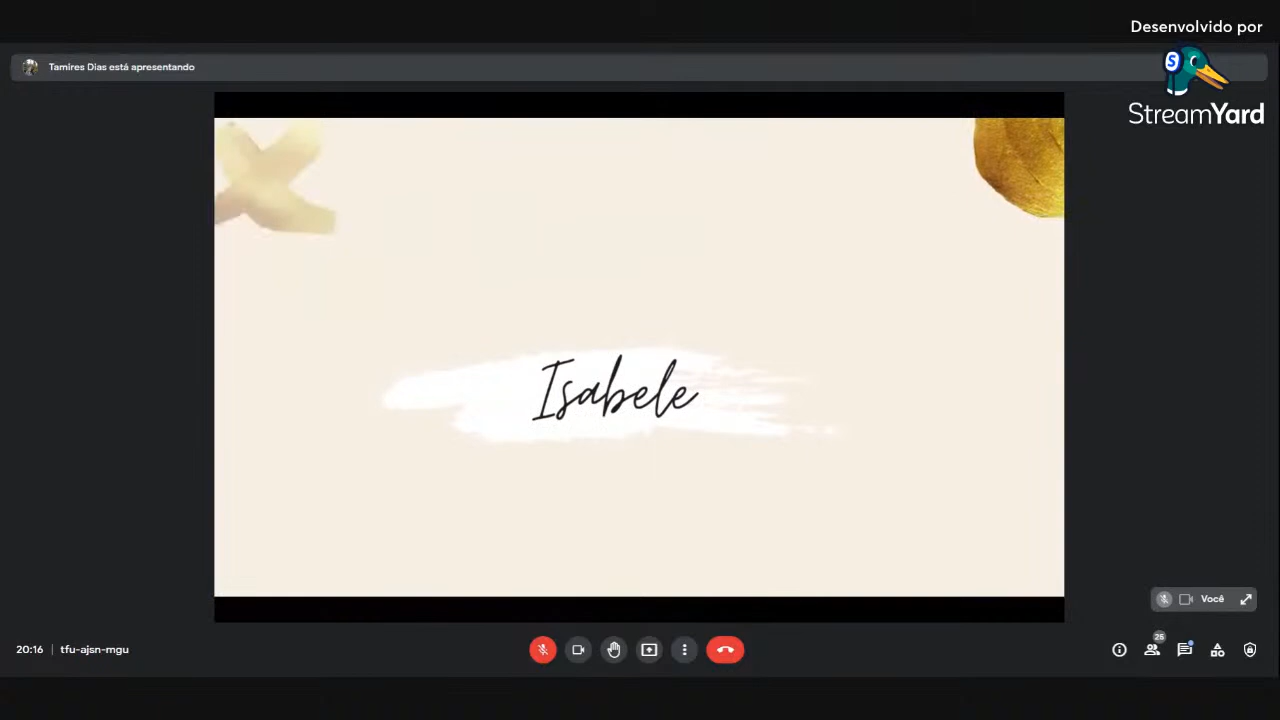 Desenvolvido por
Tamires Dias está apresentando
S
StreamYard
Isabele
Você
20:16 | tfu-ajsn-mgu
25